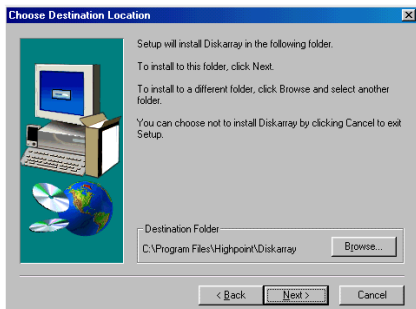 Choose Destination Location
Setup will install Diskarray in the following folder.
To install to this folder, click Next.
To install to a different folder, click Browse and select another
folder.
You can choose not to install Diskarray by clicking Cancel to exit
Setup.
Destination Folder
C:\Program Files\Highpoint\Diskarray
Browse...
< Back
Next >
Cancel